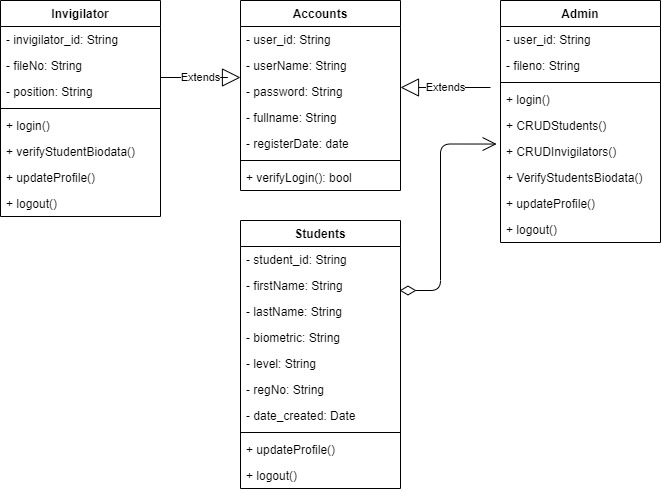 Invigilator
- invigilator_id: String
- fileNo: String
- position: String
+ login()
+ verifyStudentBiodata()
+ updateProfile()
+ logout()
Extends
Accounts
- user_id: String
- userName: String
- password: String
- fullname: String
- registerDate: date
+ verifyLogin(): bool
Extends
Admin
- user_id: String
- fileno: String
+ login()
+ CRUDStudents()
+ CRUDInvigilators()
+ VerifyStudentsBiodata()
+ updateProfile()
+ logout()
Students
- student_id: String
- firstName: String
- lastName: String
- biometric: String
- level: String
- regNo: String
- date_created: Date
+ updateProfile()
+ logout()